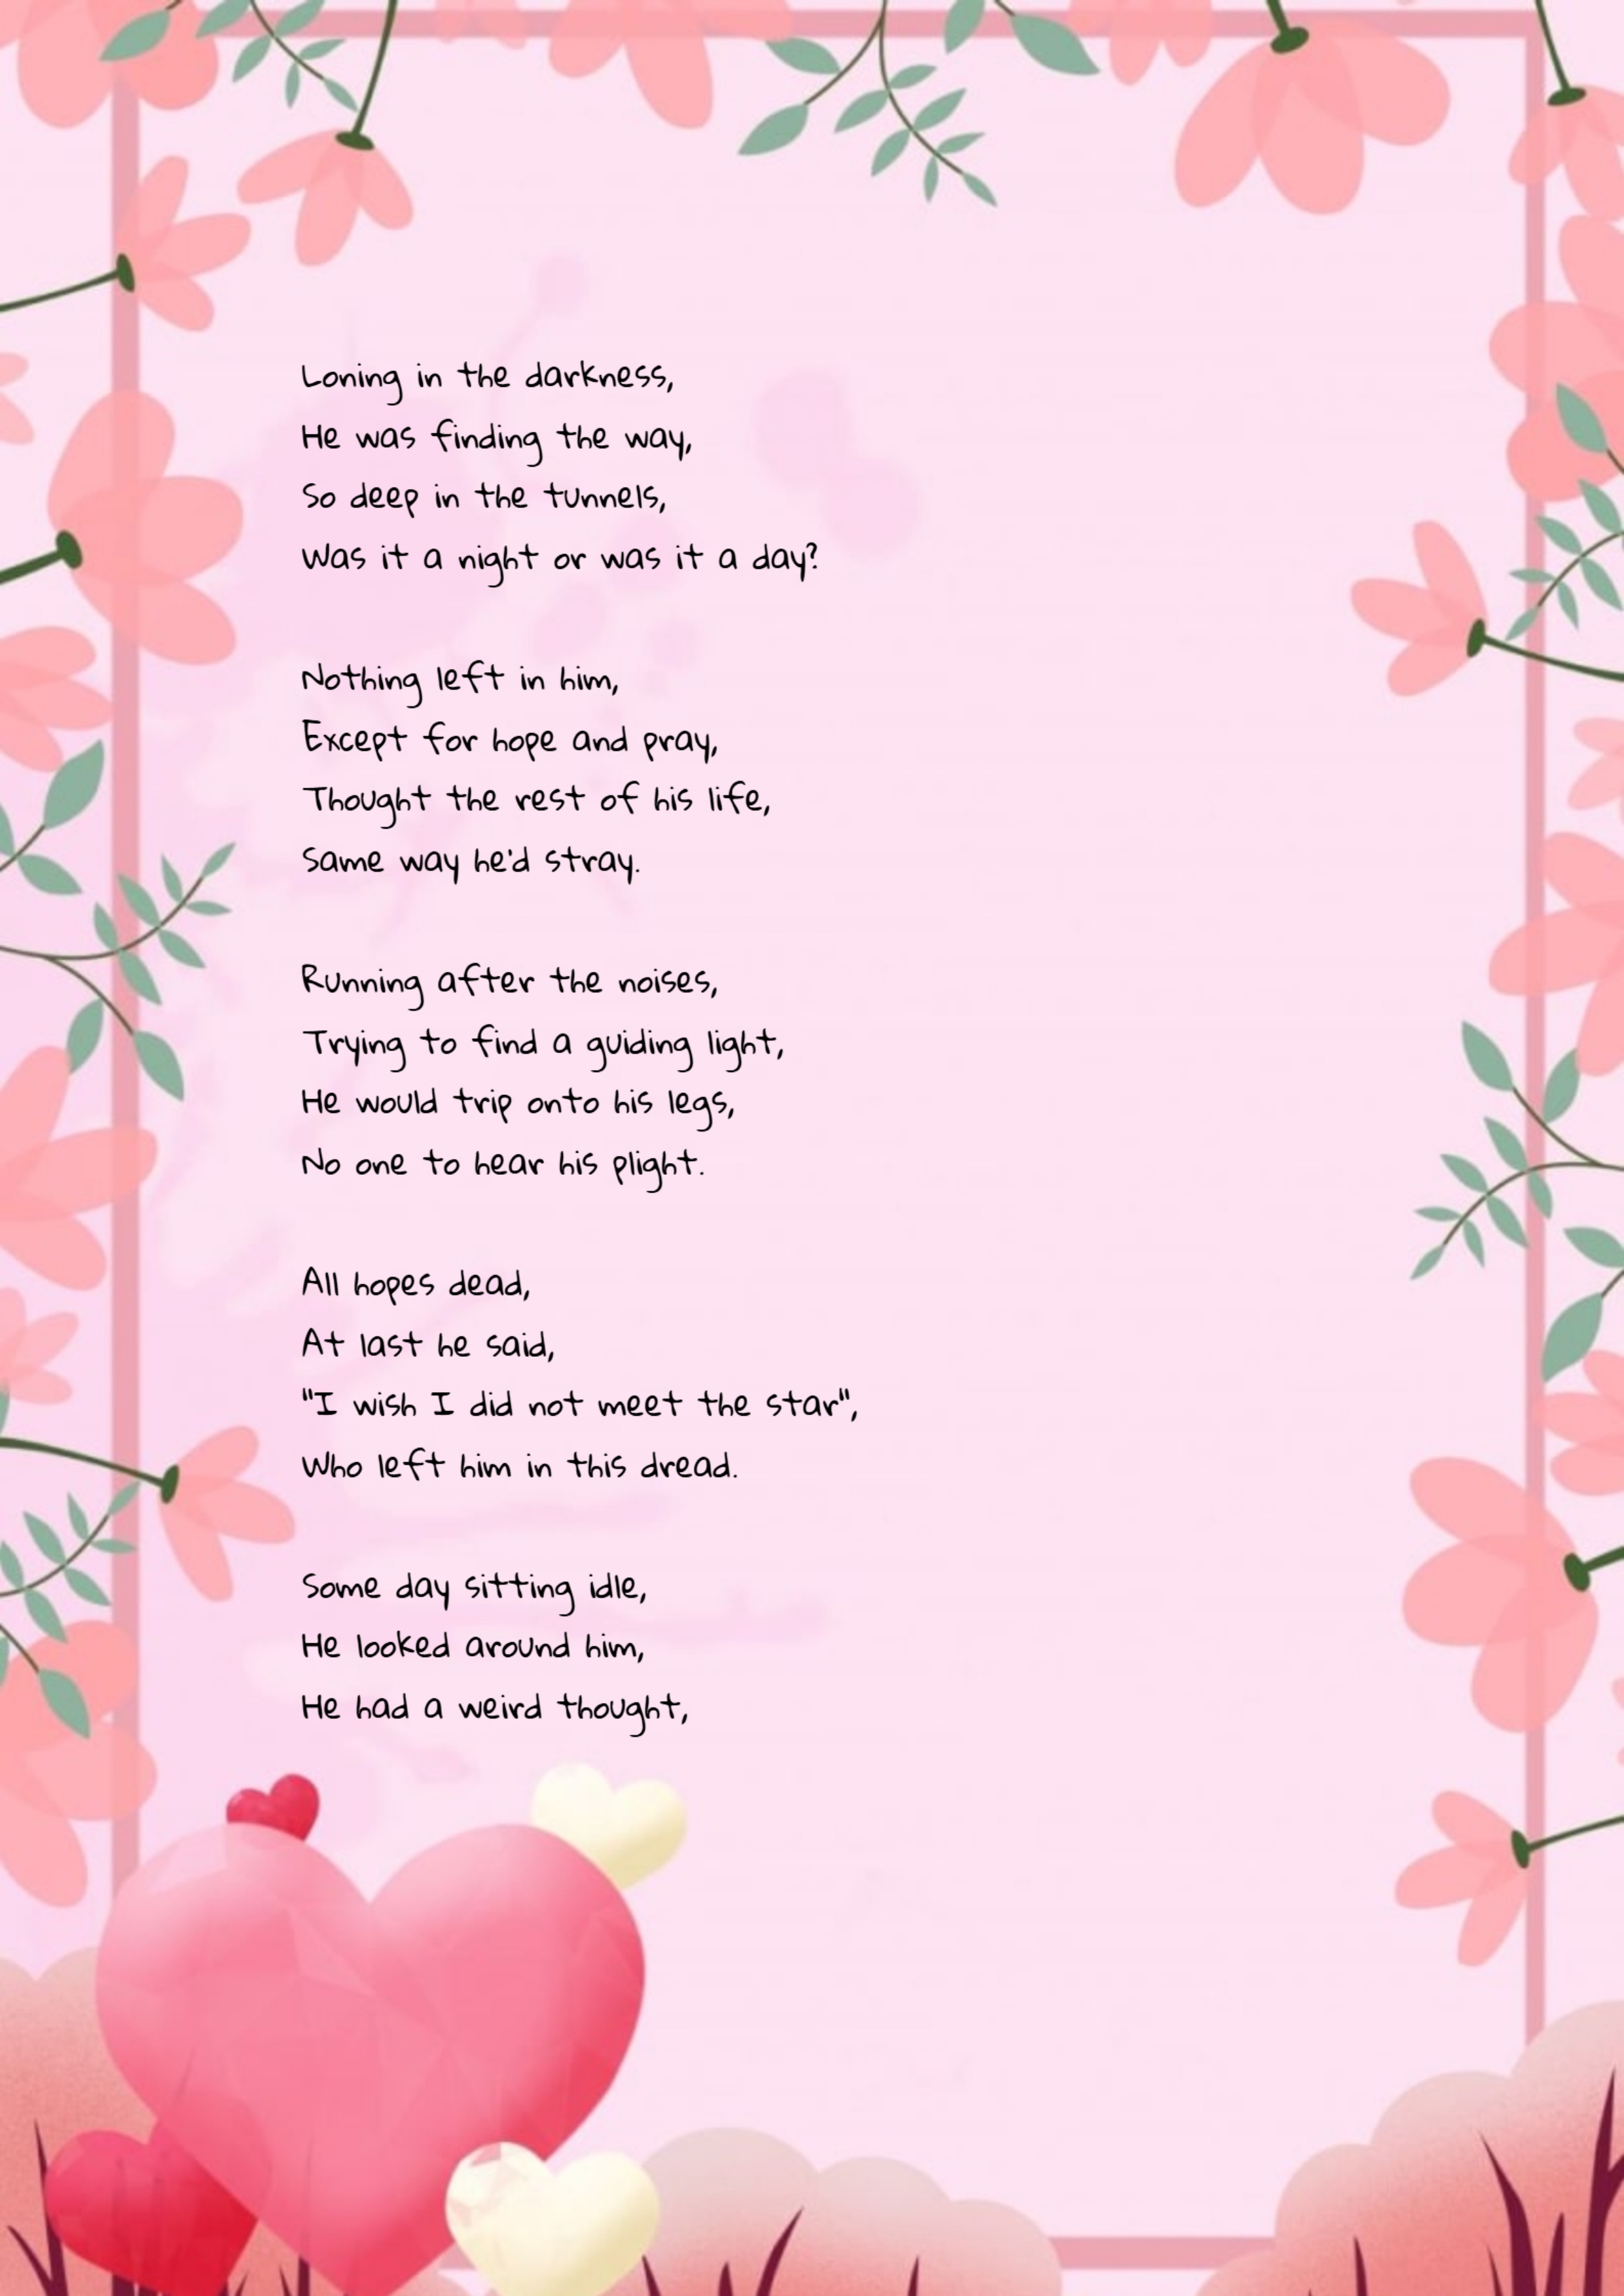 Loning in the darkness,
He was finding the way,
So deep in the tunnels,
Was it a night or was it a day?

Nothing left in him,
Except for hope and pray,
Thought the rest of his life,
Same way he'd stray.

Running after the noises,
Trying to find a guiding light,
He would trip onto his legs,
No one to hear his plight.

All hopes dead,
At last he said,
"I wish I did not meet the star",
Who left him in this dread.

Some day sitting idle,
He looked around him,
He had a weird thought,